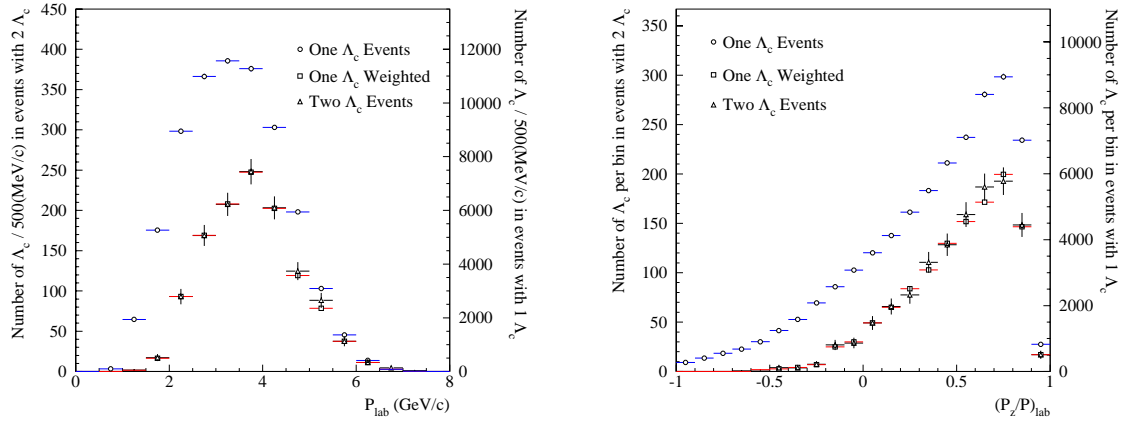 Number of Λc / 500(MeV/c) in events with 2 Λc
450
400
350
300
250
200
150
100
50
0
One Λc Events
One Λc Weighted
Two Λc Events
12000
10000
8000
6000
4000
2000
0
Number of Λc / 500(MeV/c) in events with 1 Λc
0 2 4 6 8
Plab (GeV/c)
Number of Λc per bin in events with 2 Λc
350
300
250
200
150
100
50
0
One Λc Events
One Λc Weighted
Two Λc Events
10000
8000
6000
4000
2000
0
Number of Λc per bin in events with 1 Λc
-1 -0.5 0 0.5 1
(Pz/P)lab